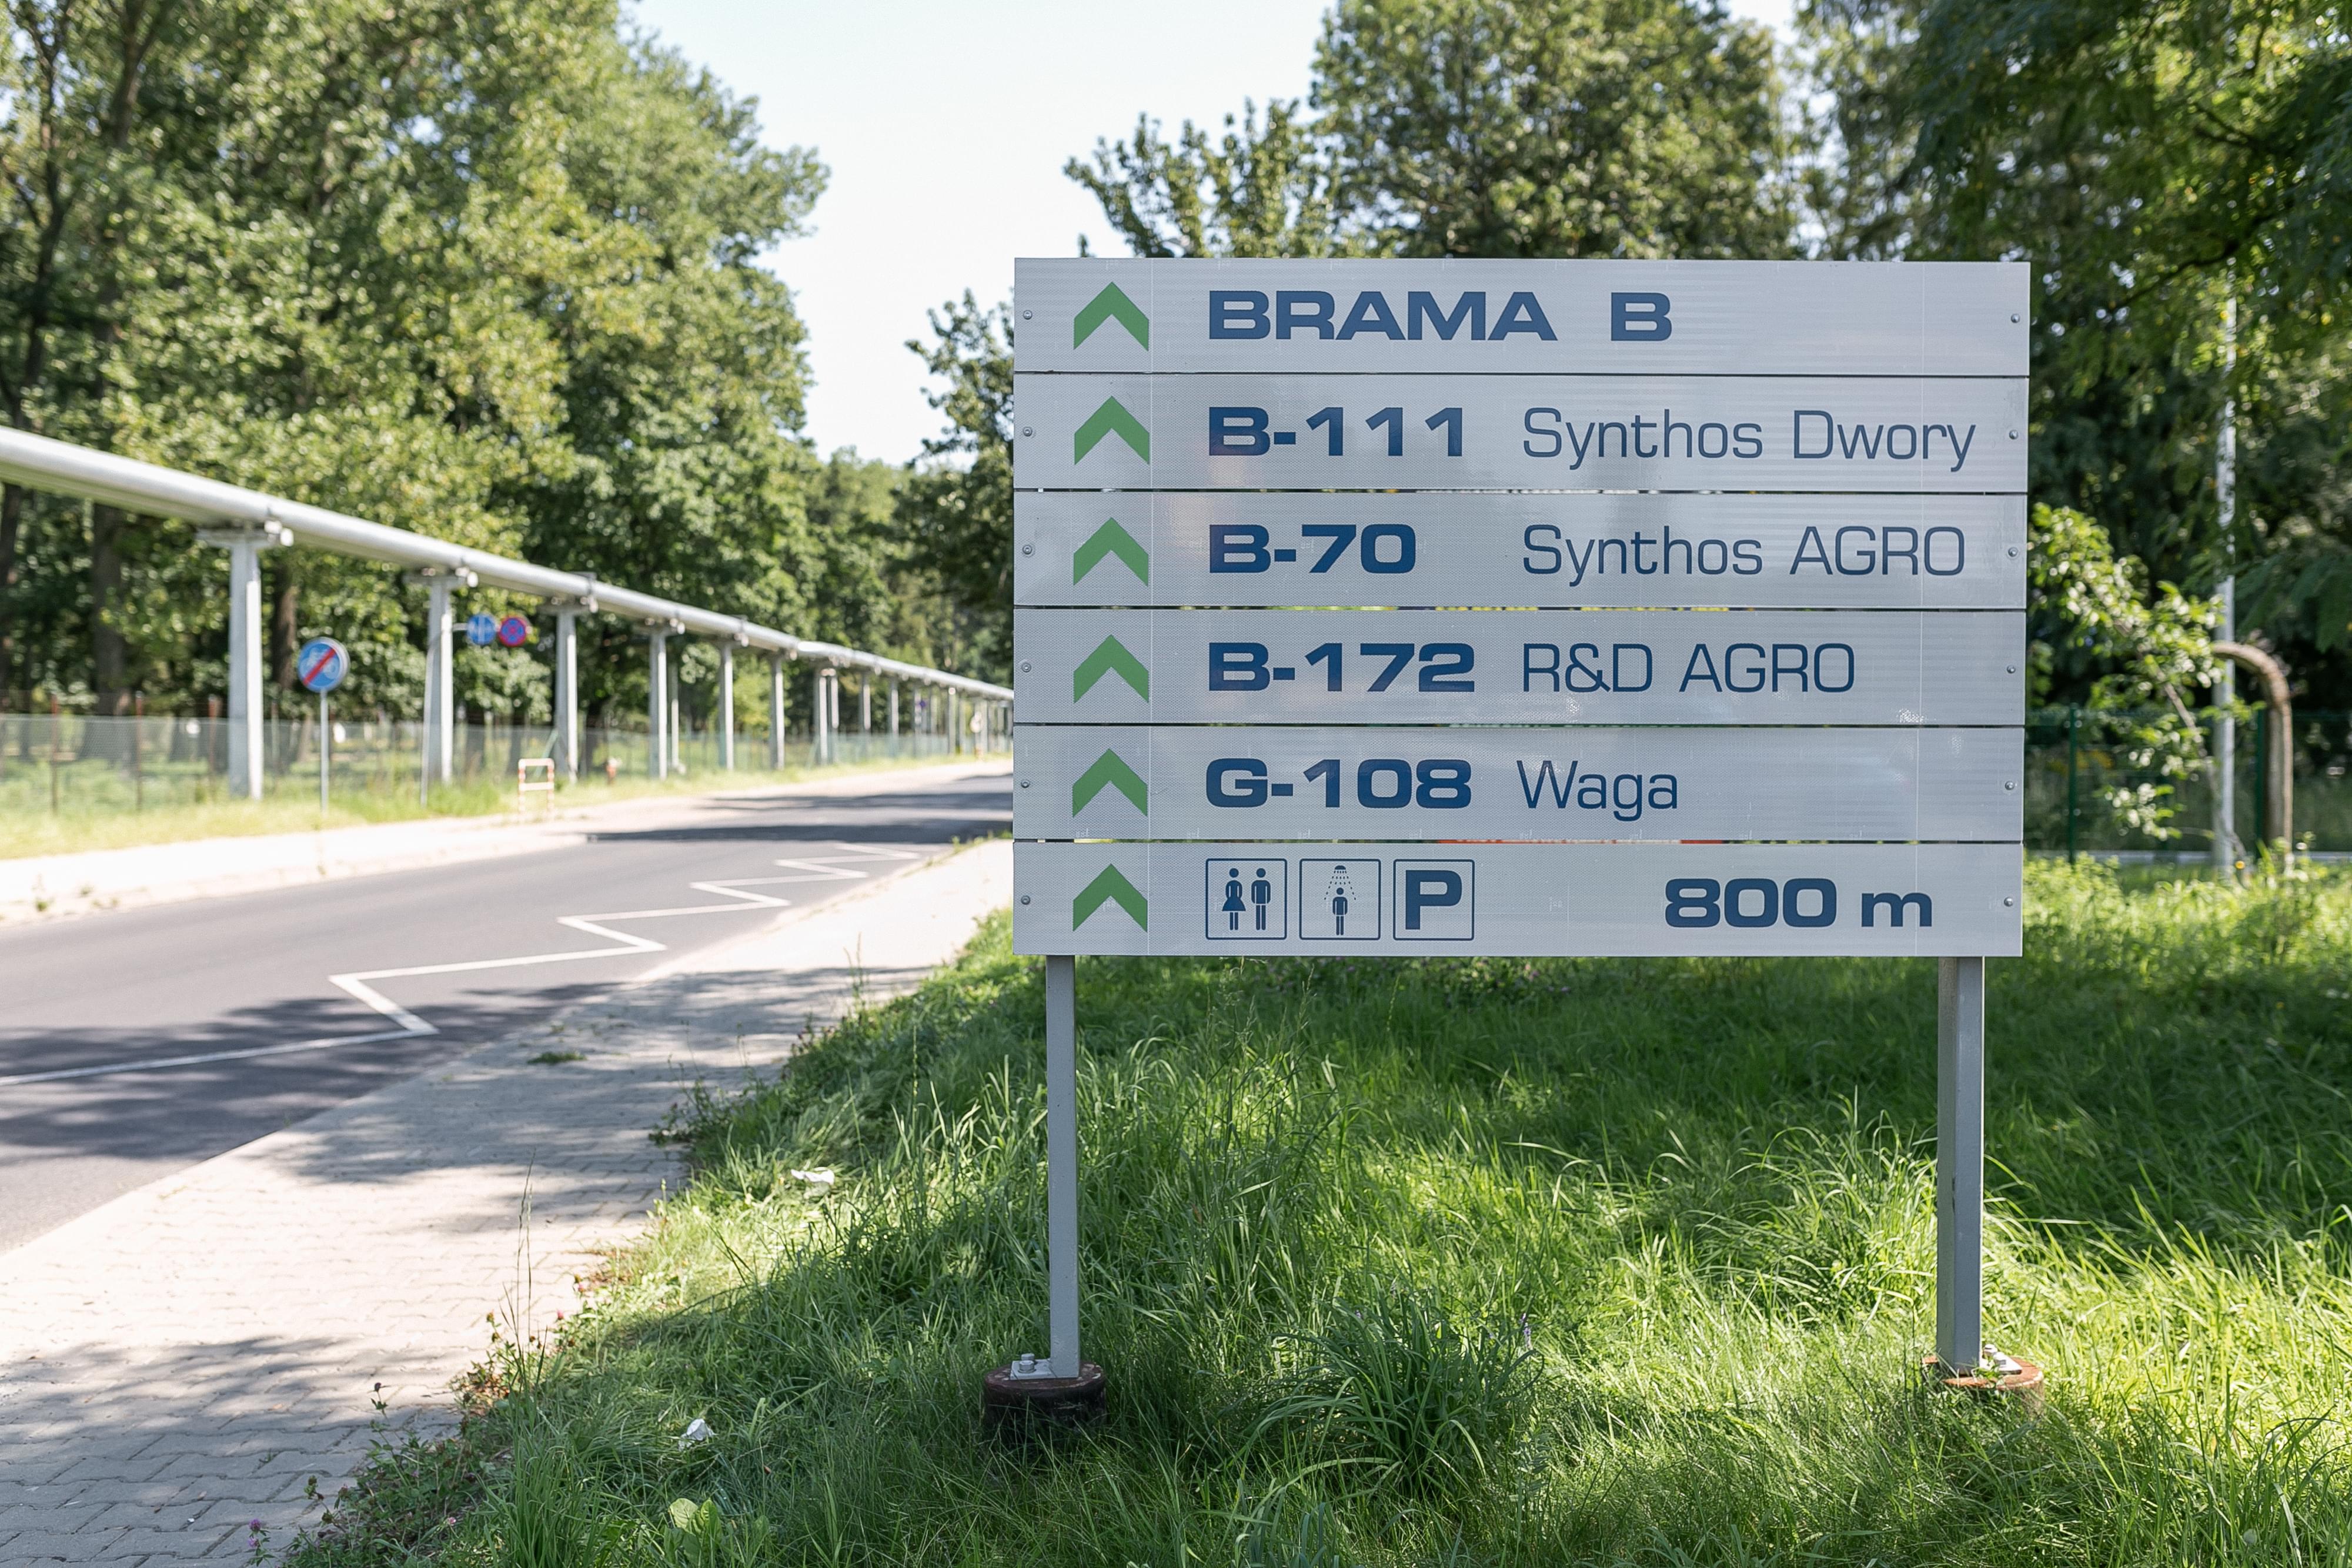 BRAMA B
B-111 Synthos Dwory
B-70 Synthos AGRO
B-172 R&D AGRO
G-108 Waga
P 800 m